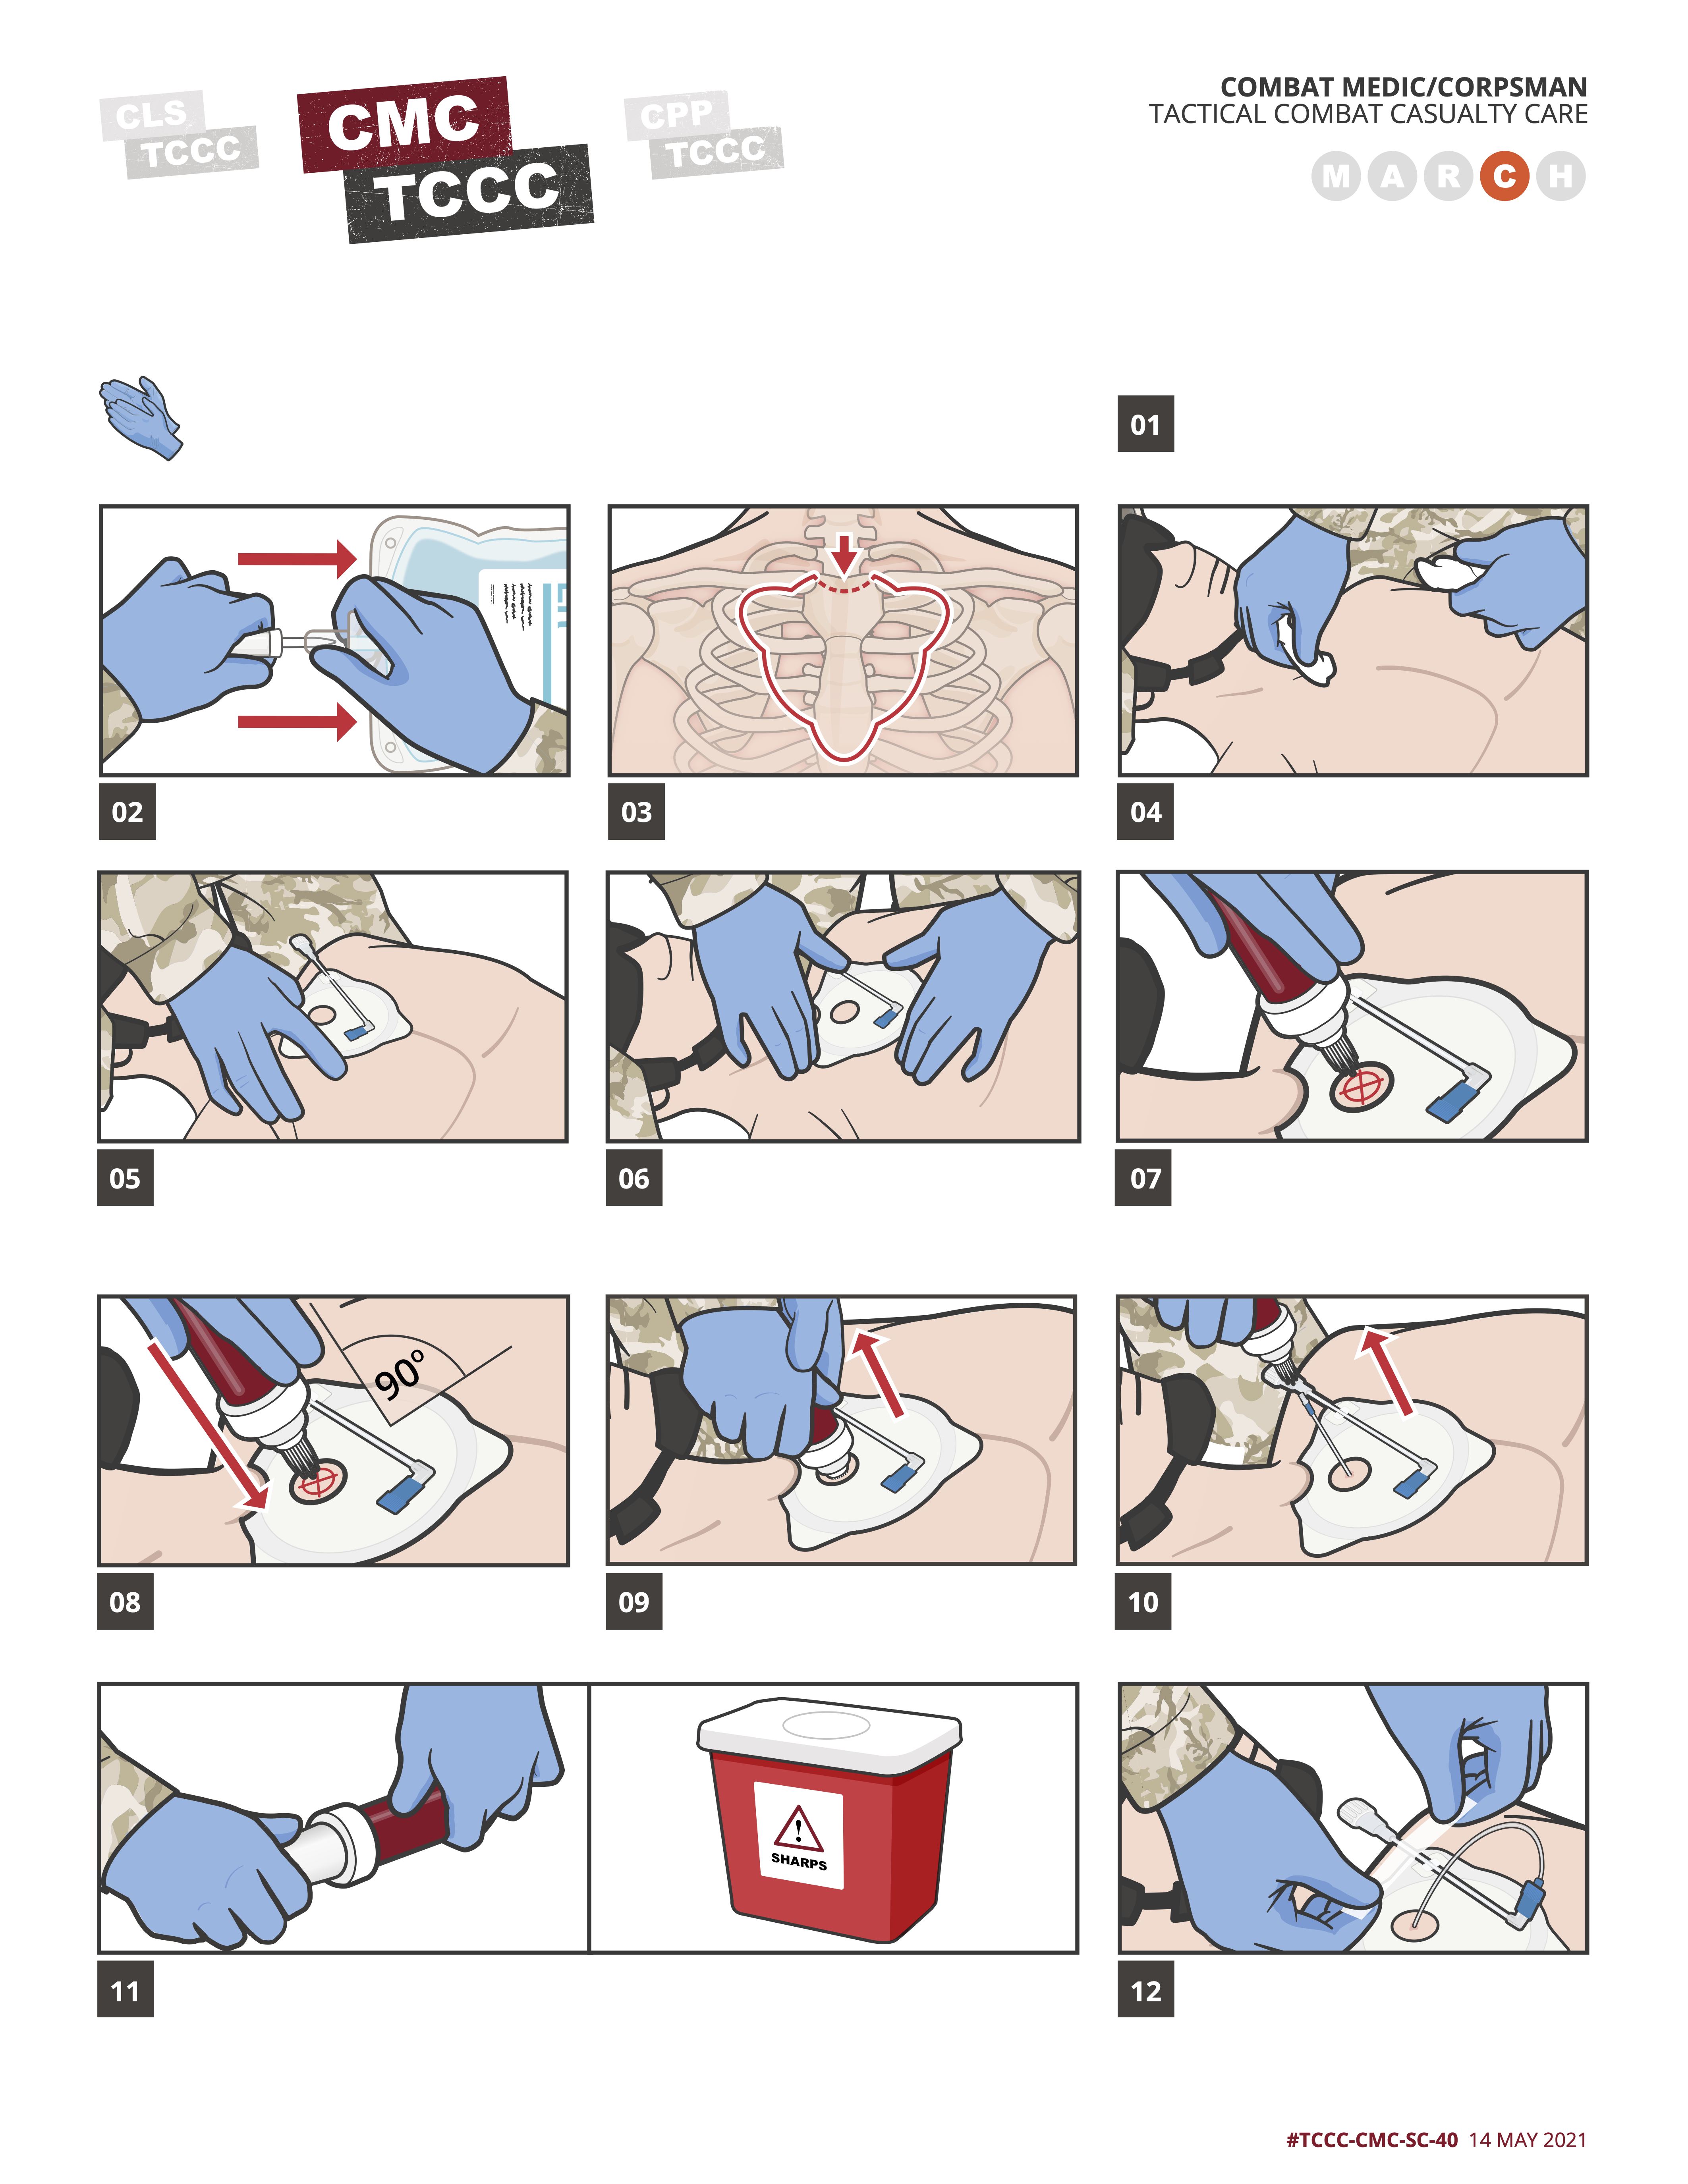 CLS
TCCC
CMC
TCCC
CPP
TCCC
COMBAT MEDIC/CORPSMAN
TACTICAL COMBAT CASUALTY CARE
M A R C H
01
02
03
04
05
06
07
90º
08
09
10
SHARPS
11
12
#TCCC-CMC-SC-40 14 MAY 2021